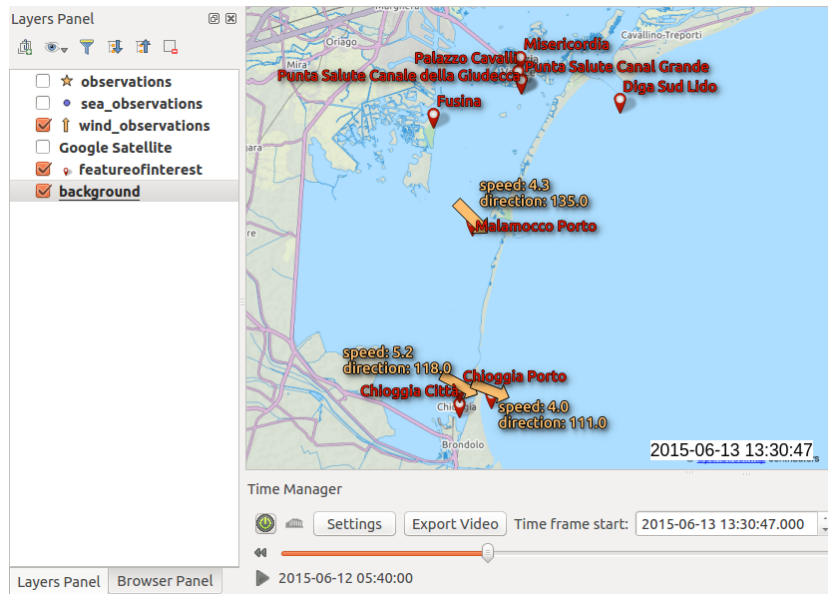 Layers Panel
observations
sea_observations
wind_observations
Google Satellite
featureofinterest
background
Layers Panel
Browser Panel
Oriago
Mira
Cavallino-Treporti
Misericordia
Palazzo Cavalli
Punta Salute Canal Grande
Punta Salute Canale della Giudecca
Diga Sud Lido
Fusina
speed: 4.3
direction: 135.0
Malamocco Porto
speed: 5.2
direction: 118.0
Chioggia Porto
Chioggia Città
speed: 4.0
direction: 111.0
Brondolo
2015-06-13 13:30:47
Time Manager
Settings
Export Video
Time frame start:
2015-06-13 13:30:47.000
2015-06-12 05:40:00